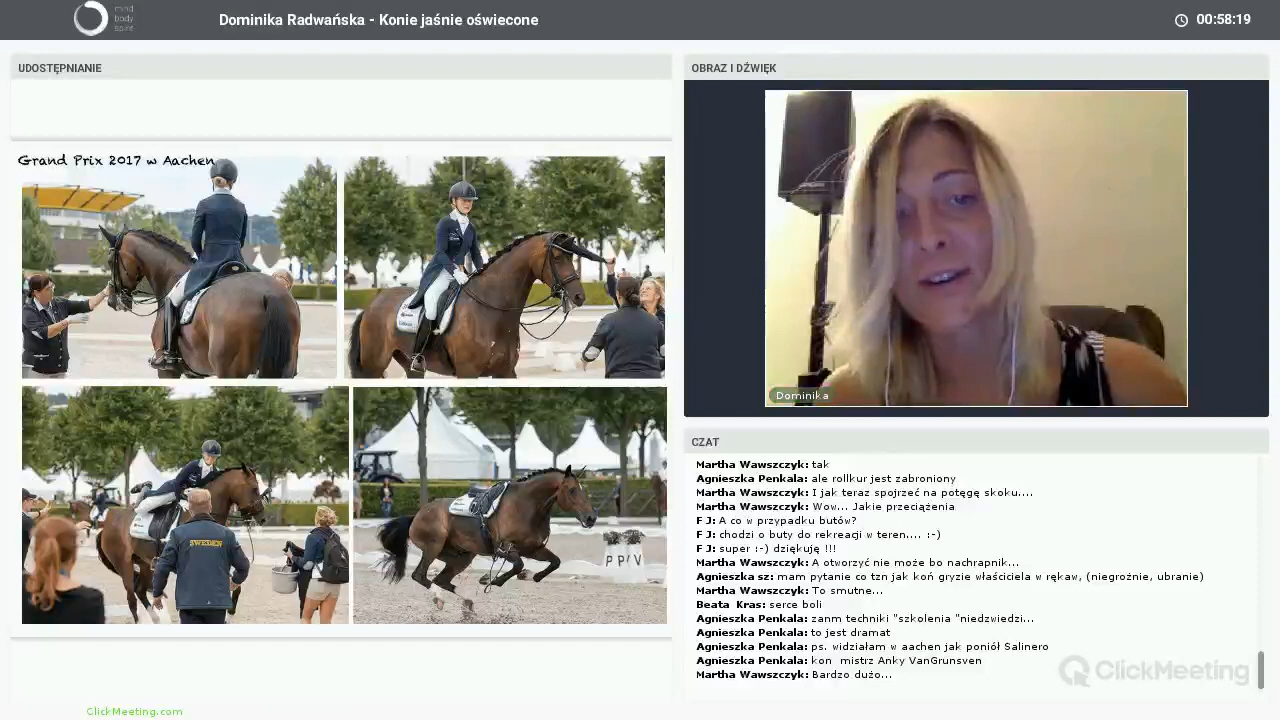 mind
body
spirit
Dominika Radwańska - Konie jaśnie oświecone
00:58:19
UDOSTĘPNIANIE
Grand Prix 2017 w Aachen
SWEDEN
PPIV
OBRAZ I DŹWIĘK
Dominika
CZAT
Martha Wawszczyk: tak
Agnieszka Penkala: ale rollkur jest zabroniony
Martha Wawszczyk: I jak teraz spojrzeć na potęgę skoku....
Martha Wawszczyk: Wow... Jakie przeciążenia
F J: A co w przypadku butów?
F J: chodzi o buty do rekreacji w teren.... :-)
F J: super :-) dziękuję !!!
Martha Wawszczyk: A otworzyć nie może bo nachrapnik...
Agnieszka sz: mam pytanie co tzn jak koń gryzie właściciela w rękaw, (niegroźnie, ubranie)
Martha Wawszczyk: To smutne...
Beata Kras: serce boli
Agnieszka Penkala: zanm techniki "szkolenia "niedzwiedzi...
Agnieszka Penkala: to jest dramat
Agnieszka Penkala: ps. widziałam w aachen jak poniół Salinero
Agnieszka Penkala: kon mistrz Anky VanGrunsven
Martha Wawszczyk: Bardzo dużo...
ClickMeeting
ClickMeeting.com